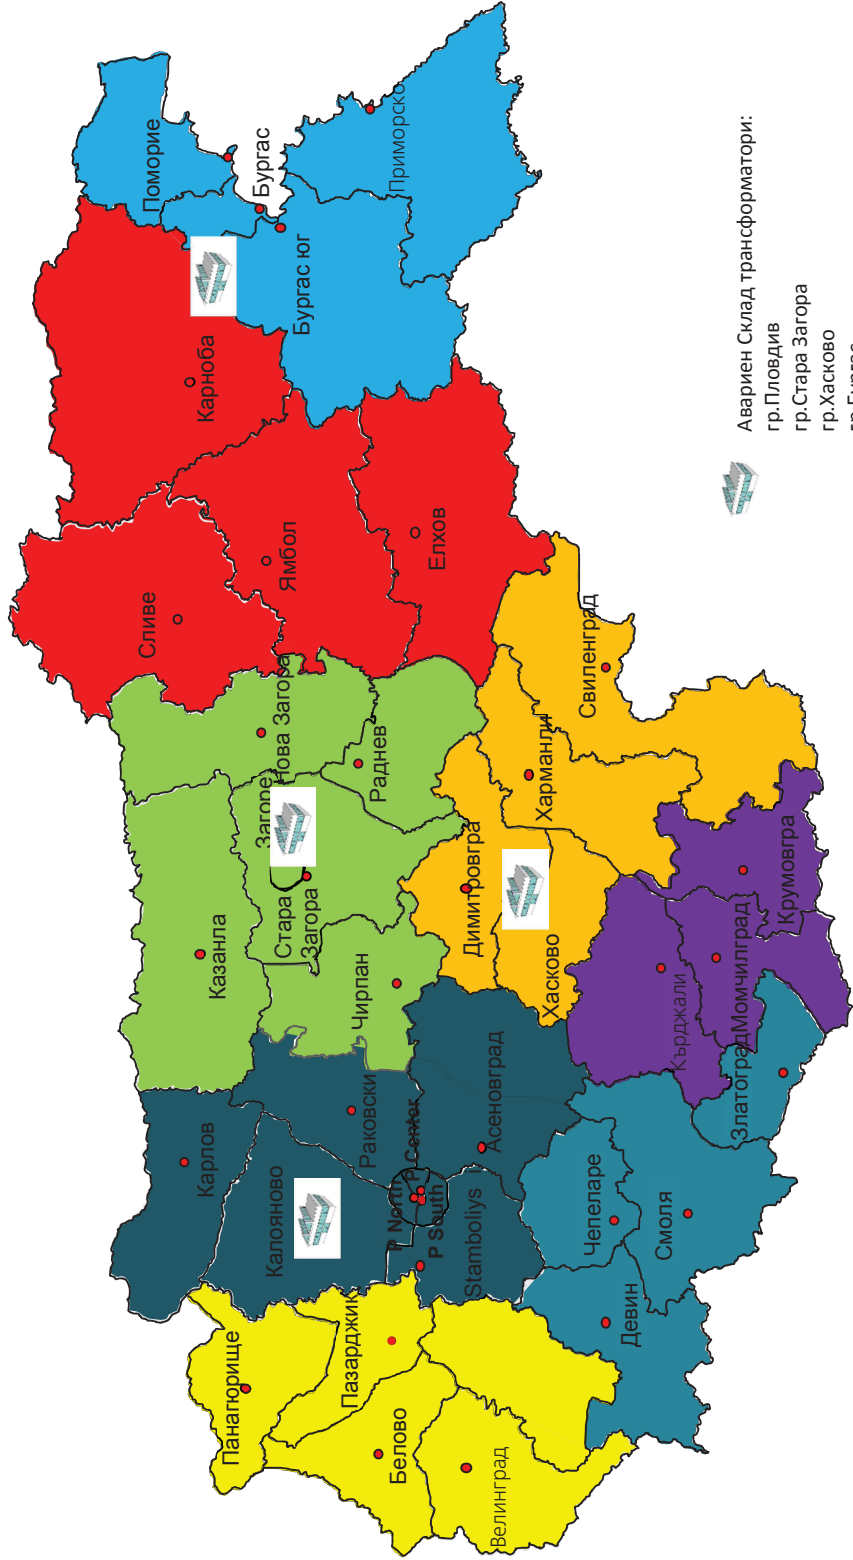 Поморие
Бургас
Приморско
Бургас юг
Карноба
Сливе
Ямбол
Елхов
Нова Загора
Загоре
Раднев
Казанла
Стара
Загора
Чирпан
Свиленград
Харманли
Димитровгра
Хасково
Крумовгра
Момчилград
Кърджали
Златоград
Карлов
Калояново
Раковски
P North
P Center
P South
Асеновград
Stamboliys
Чепеларе
Смоля
Девин
Панагюрище
Пазарджик
Белово
Велинград
Авариен Склад трансформатори:
гр.Пловдив
гр.Стара Загора
гр.Хасково